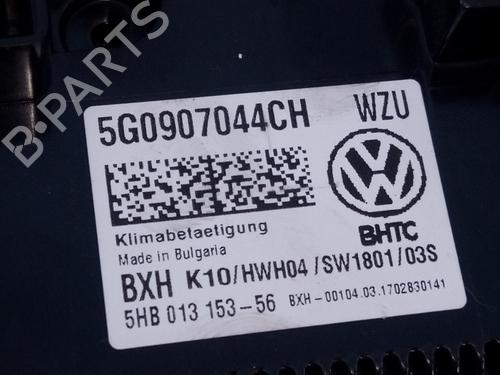 B-PARTS
5G0907044CH WZU
Klimabetaetigung
Made in Bulgaria
BHTC
BXH K10/HWH04/SW1801/03S
5HB 013 153-56 BXH-00104.03.1702830141